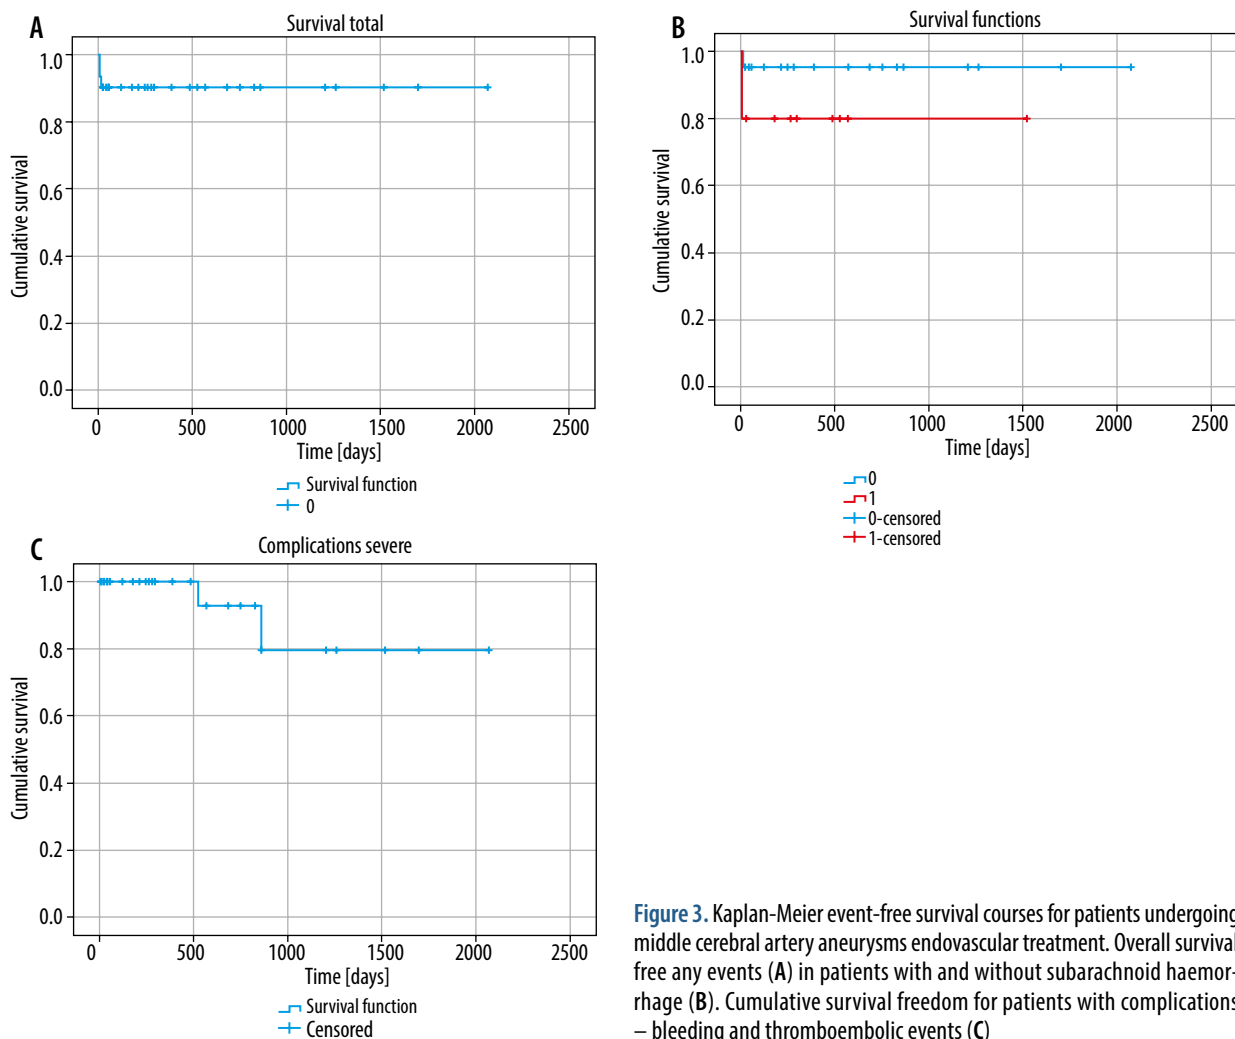 A
Survival total
Cumulative survival
1.0
0.8
0.6
0.4
0.2
0.0
0 500 1000 1500 2000 2500
Time [days]
Survival function
0
B
Survival functions
Cumulative survival
1.0
0.8
0.6
0.4
0.2
0.0
0 500 1000 1500 2000 2500
Time [days]
0
1
0-censored
1-censored
C
Complications severe
Cumulative survival
1.0
0.8
0.6
0.4
0.2
0.0
0 500 1000 1500 2000 2500
Time [days]
Survival function
Censored
Figure 3. Kaplan-Meier event-free survival courses for patients undergoing
middle cerebral artery aneurysms endovascular treatment. Overall survival
free any events (A) in patients with and without subarachnoid haemor-
rhage (B). Cumulative survival freedom for patients with complications
– bleeding and thromboembolic events (C)